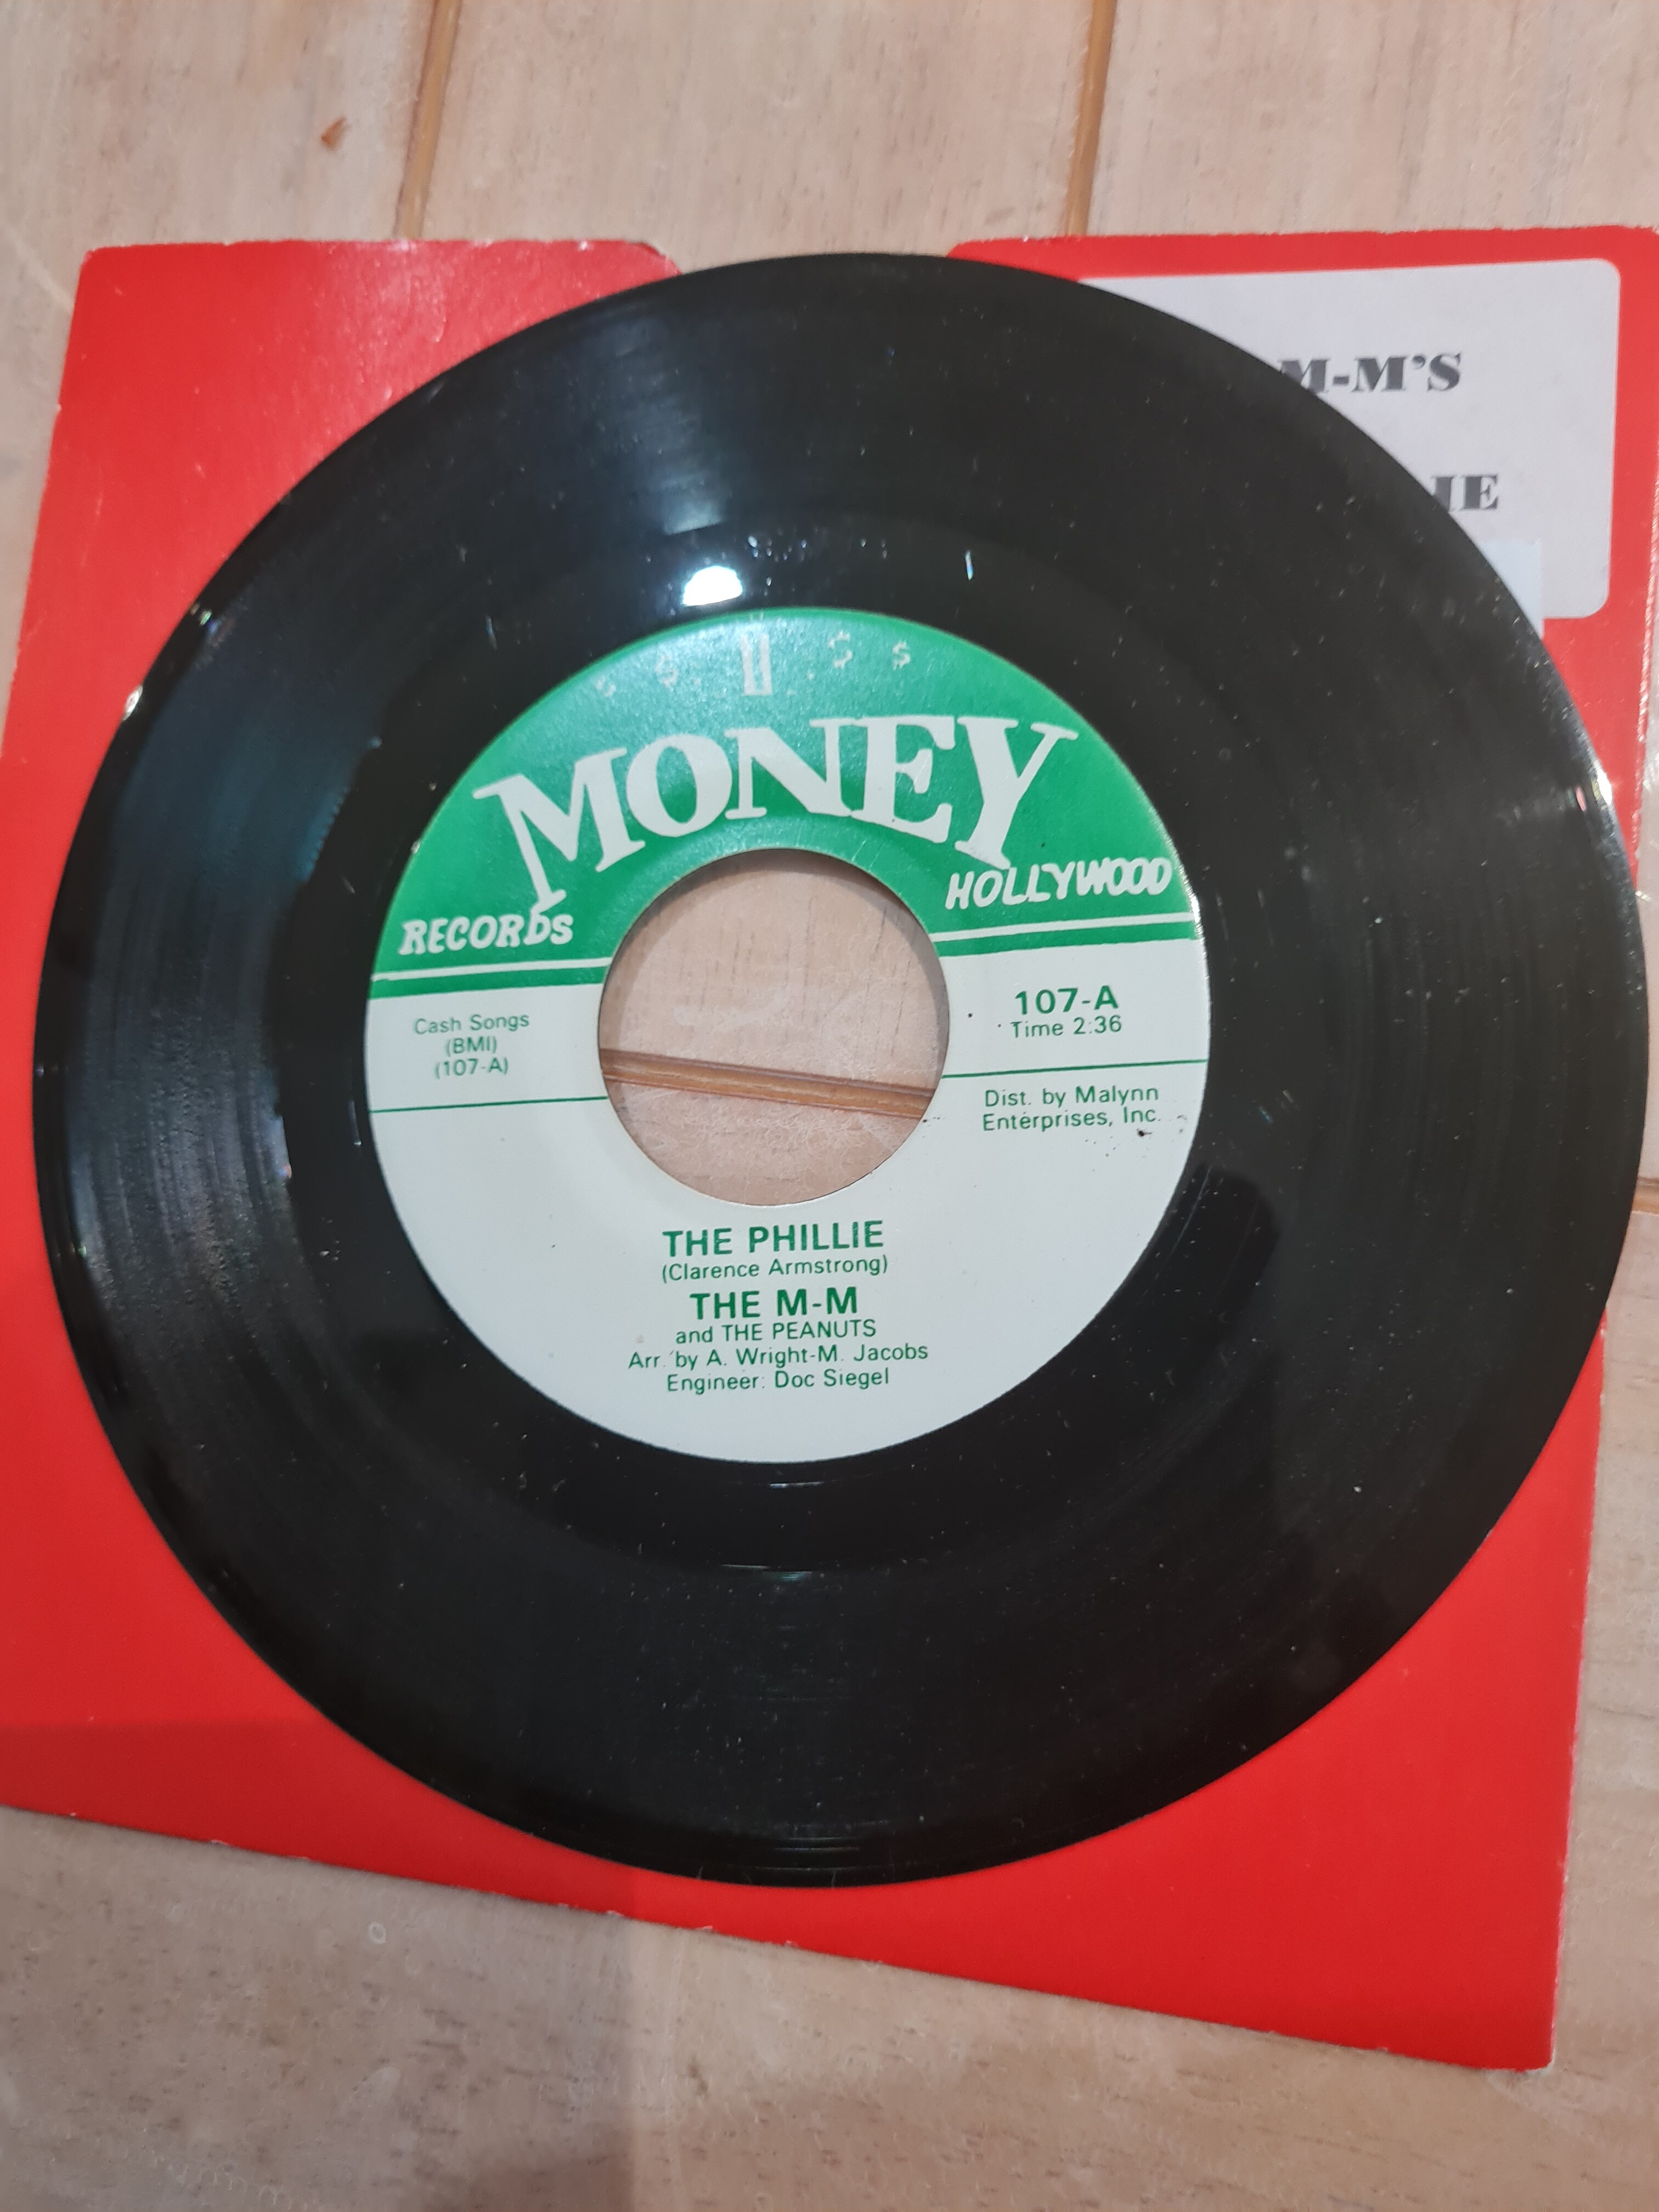 M-M'S
MONEY
RECORDS
HOLLYWOOD
Cash Songs
(BMI)
(107-A)
107-A
Time 2:36
Dist. by Malynn
Enterprises, Inc.
THE PHILLIE
(Clarence Armstrong)
THE M-M
and THE PEANUTS
Arr. by A. Wright-M. Jacobs
Engineer: Doc Siegel